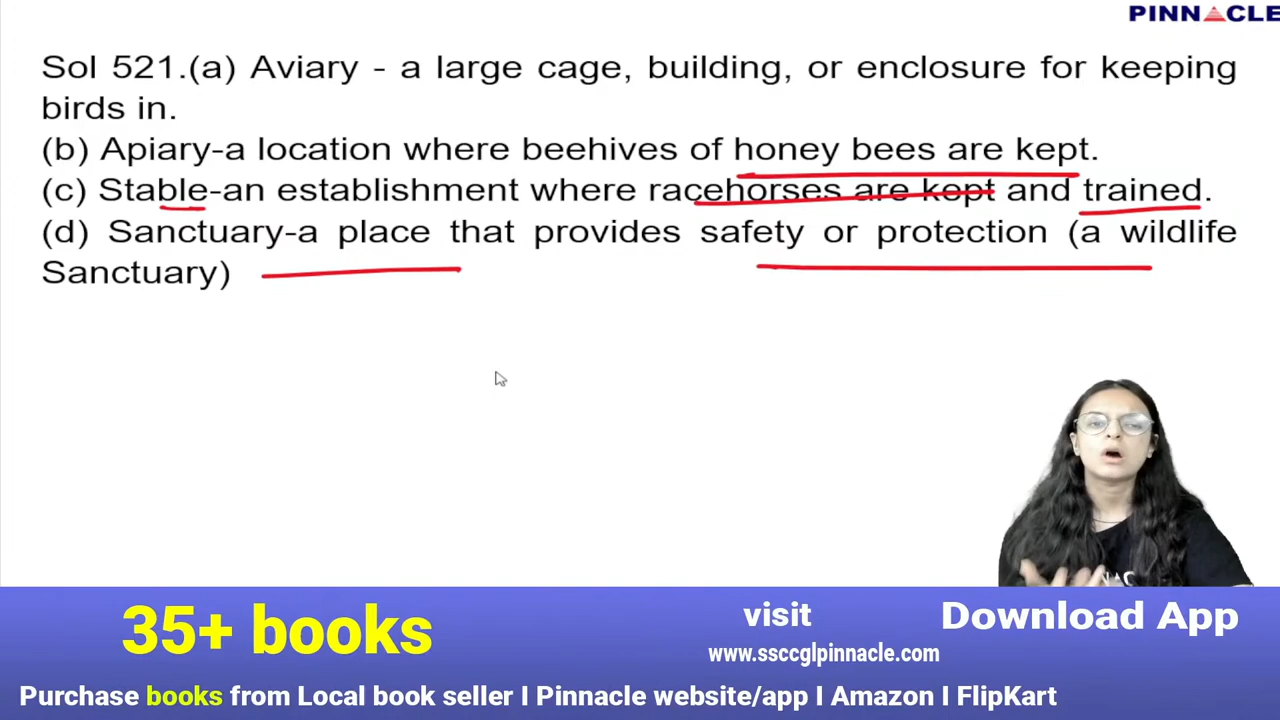 PINNACLE
Sol 521.(a) Aviary - a large cage, building, or enclosure for keeping
birds in.
(b) Apiary-a location where beehives of honey bees are kept.
(c) Stable-an establishment where racehorses are kept and trained.
(d) Sanctuary-a place that provides safety or protection (a wildlife
Sanctuary)
35+ books
visit
www.ssccglpinnacle.com
Download App
Purchase books from Local book seller I Pinnacle website/app I Amazon I FlipKart